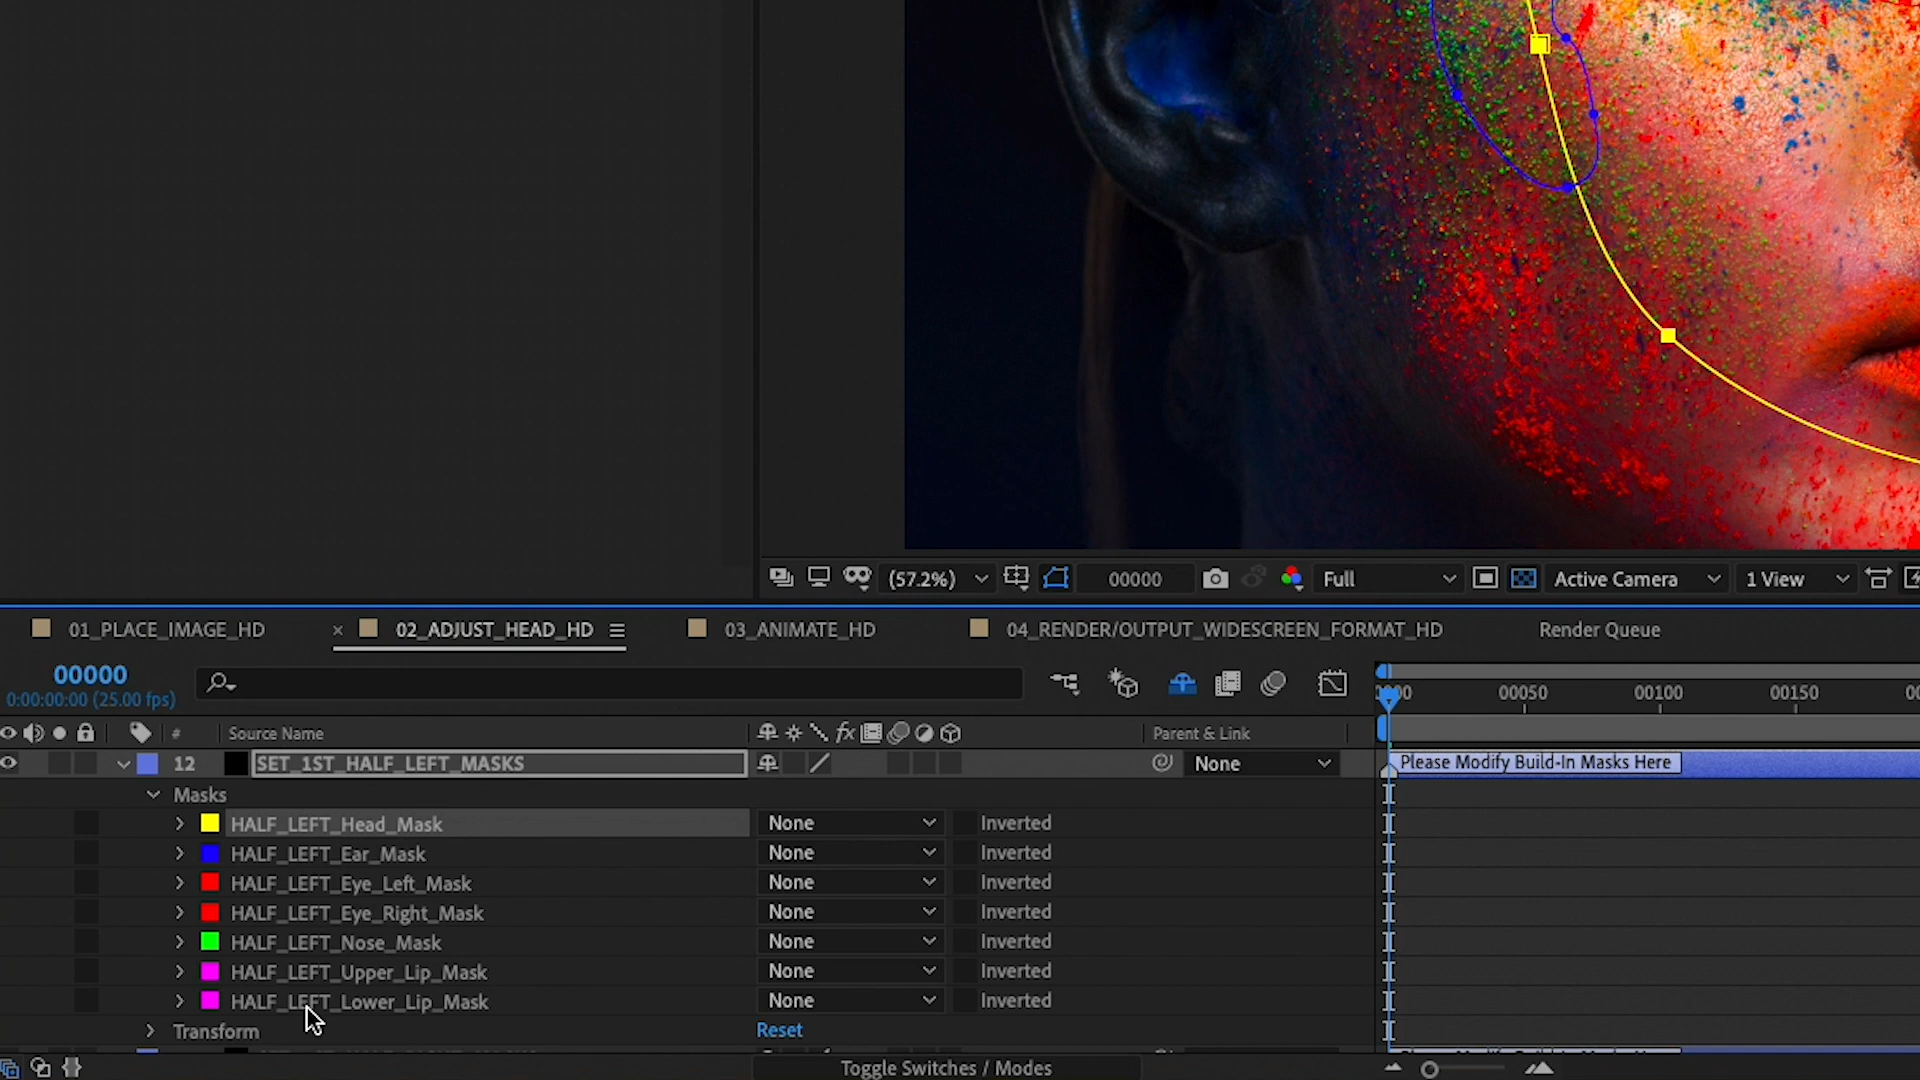 (57.2%)
00000
Full
Active Camera
1 View
01_PLACE_IMAGE_HD
× 02_ADJUST_HEAD_HD
03_ANIMATE_HD
04_RENDER/OUTPUT_WIDESCREEN_FORMAT_HD
Render Queue
00000
0:00:00:00 (25.00 fps)
00050
00100
00150
# Source Name
fx
Parent & Link
12 SET_1ST_HALF_LEFT_MASKS
None
Please Modify Build-In Masks Here
Masks
HALF_LEFT_Head_Mask None Inverted
HALF_LEFT_Ear_Mask None Inverted
HALF_LEFT_Eye_Left_Mask None Inverted
HALF_LEFT_Eye_Right_Mask None Inverted
HALF_LEFT_Nose_Mask None Inverted
HALF_LEFT_Upper_Lip_Mask None Inverted
HALF_LEFT_Lower_Lip_Mask None Inverted
Transform Reset
Toggle Switches / Modes